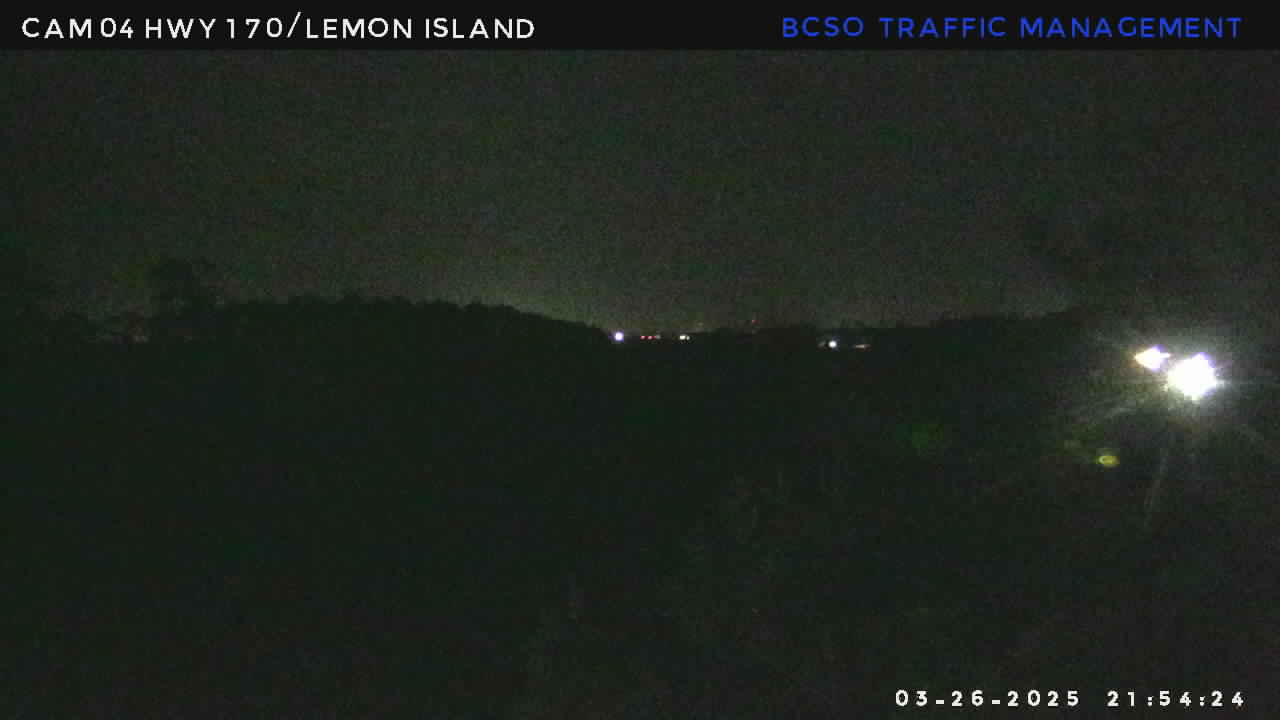 CAM04 HWY 170/LEMON ISLAND
BCSO TRAFFIC MANAGEMENT
03-26-2025 21:54:24